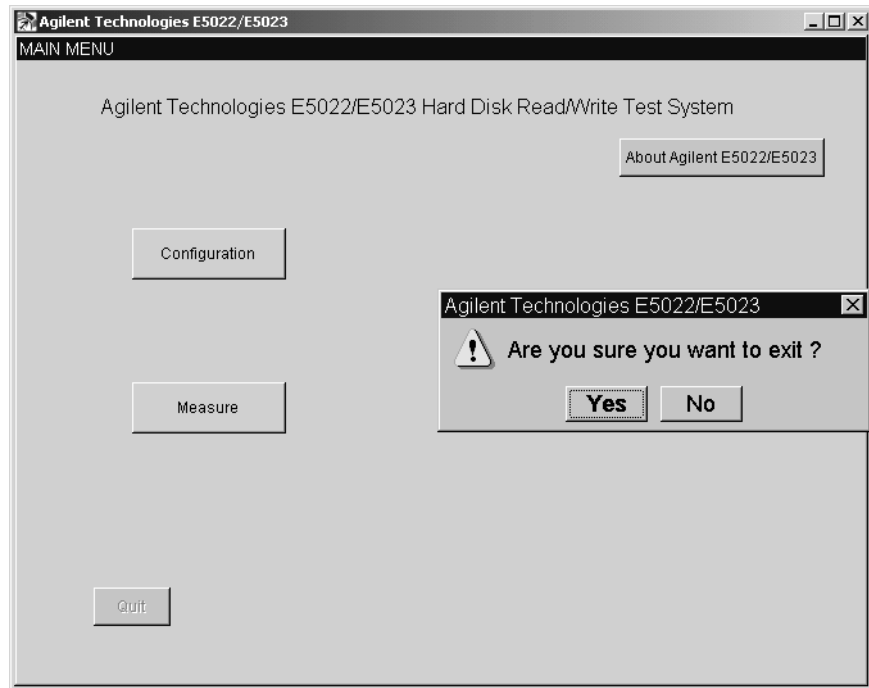 Agilent Technologies E5022/E5023
MAIN MENU
Agilent Technologies E5022/E5023 Hard Disk Read/Write Test System
About Agilent E5022/E5023
Configuration
Agilent Technologies E5022/E5023
Are you sure you want to exit ?
Yes No
Measure
Quit